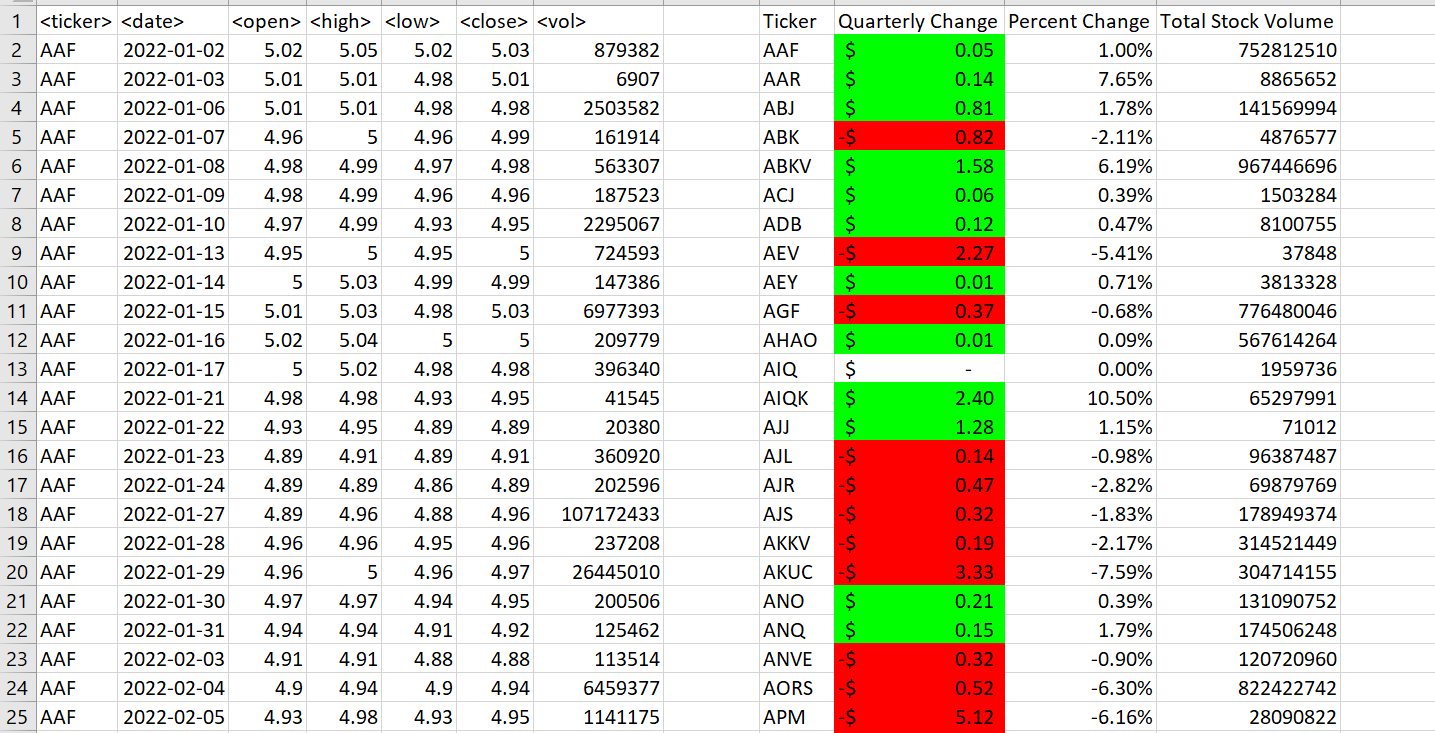 1 <ticker> <date> <open> <high> <low> <close> <vol> Ticker Quarterly Change Percent Change Total Stock Volume
2 AAF 2022-01-02 5.02 5.05 5.02 5.03 879382 AAF $ 0.05 1.00% 752812510
3 AAF 2022-01-03 5.01 5.01 4.98 5.01 6907 AAR $ 0.14 7.65% 8865652
4 AAF 2022-01-06 5.01 5.01 4.98 4.98 2503582 ABJ $ 0.81 1.78% 141569994
5 AAF 2022-01-07 4.96 5 4.96 4.99 161914 ABK -$ 0.82 -2.11% 4876577
6 AAF 2022-01-08 4.98 4.99 4.97 4.98 563307 ABKV $ 1.58 6.19% 967446696
7 AAF 2022-01-09 4.98 4.99 4.96 4.96 187523 ACJ $ 0.06 0.39% 1503284
8 AAF 2022-01-10 4.97 4.99 4.93 4.95 2295067 ADB $ 0.12 0.47% 8100755
9 AAF 2022-01-13 4.95 5 4.95 5 724593 AEV -$ 2.27 -5.41% 37848
10 AAF 2022-01-14 5 5.03 4.99 4.99 147386 AEY $ 0.01 0.71% 3813328
11 AAF 2022-01-15 5.01 5.03 4.98 5.03 6977393 AGF -$ 0.37 -0.68% 776480046
12 AAF 2022-01-16 5.02 5.04 5 5 209779 AHAO $ 0.01 0.09% 567614264
13 AAF 2022-01-17 5 5.02 4.98 4.98 396340 AIQ $ - 0.00% 1959736
14 AAF 2022-01-21 4.98 4.98 4.93 4.95 41545 AIQK $ 2.40 10.50% 65297991
15 AAF 2022-01-22 4.93 4.95 4.89 4.89 20380 AJJ $ 1.28 1.15% 71012
16 AAF 2022-01-23 4.89 4.91 4.89 4.91 360920 AJL -$ 0.14 -0.98% 96387487
17 AAF 2022-01-24 4.89 4.89 4.86 4.89 202596 AJR -$ 0.47 -2.82% 69879769
18 AAF 2022-01-27 4.89 4.96 4.88 4.96 107172433 AJS -$ 0.32 -1.83% 178949374
19 AAF 2022-01-28 4.96 4.96 4.95 4.96 237208 AKKV -$ 0.19 -2.17% 314521449
20 AAF 2022-01-29 4.96 5 4.96 4.97 26445010 AKUC -$ 3.33 -7.59% 304714155
21 AAF 2022-01-30 4.97 4.97 4.94 4.95 200506 ANO $ 0.21 0.39% 131090752
22 AAF 2022-01-31 4.94 4.94 4.91 4.92 125462 ANQ $ 0.15 1.79% 174506248
23 AAF 2022-02-03 4.91 4.91 4.88 4.88 113514 ANVE -$ 0.32 -0.90% 120720960
24 AAF 2022-02-04 4.9 4.94 4.9 4.94 6459377 AORS -$ 0.52 -6.30% 822422742
25 AAF 2022-02-05 4.93 4.98 4.93 4.95 1141175 APM -$ 5.12 -6.16% 28090822